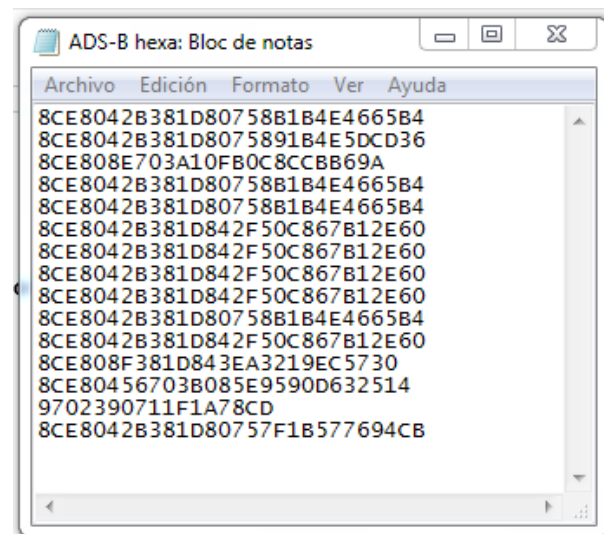 ADS-B hexa: Bloc de notas
Archivo Edición Formato Ver Ayuda
8CE8042B381D80758B1B4E4665B4
8CE8042B381D8075891B4E5DCD36
8CE808E703A10FB0C8CCBB69A
8CE8042B381D80758B1B4E4665B4
8CE8042B381D80758B1B4E4665B4
8CE8042B381D842F50C867B12E60
8CE8042B381D842F50C867B12E60
8CE8042B381D842F50C867B12E60
8CE8042B381D842F50C867B12E60
8CE8042B381D80758B1B4E4665B4
8CE8042B381D842F50C867B12E60
8CE808F381D843EA3219EC5730
8CE80456703B085E9590D632514
9702390711F1A78CD
8CE8042B381D80757F1B577694CB